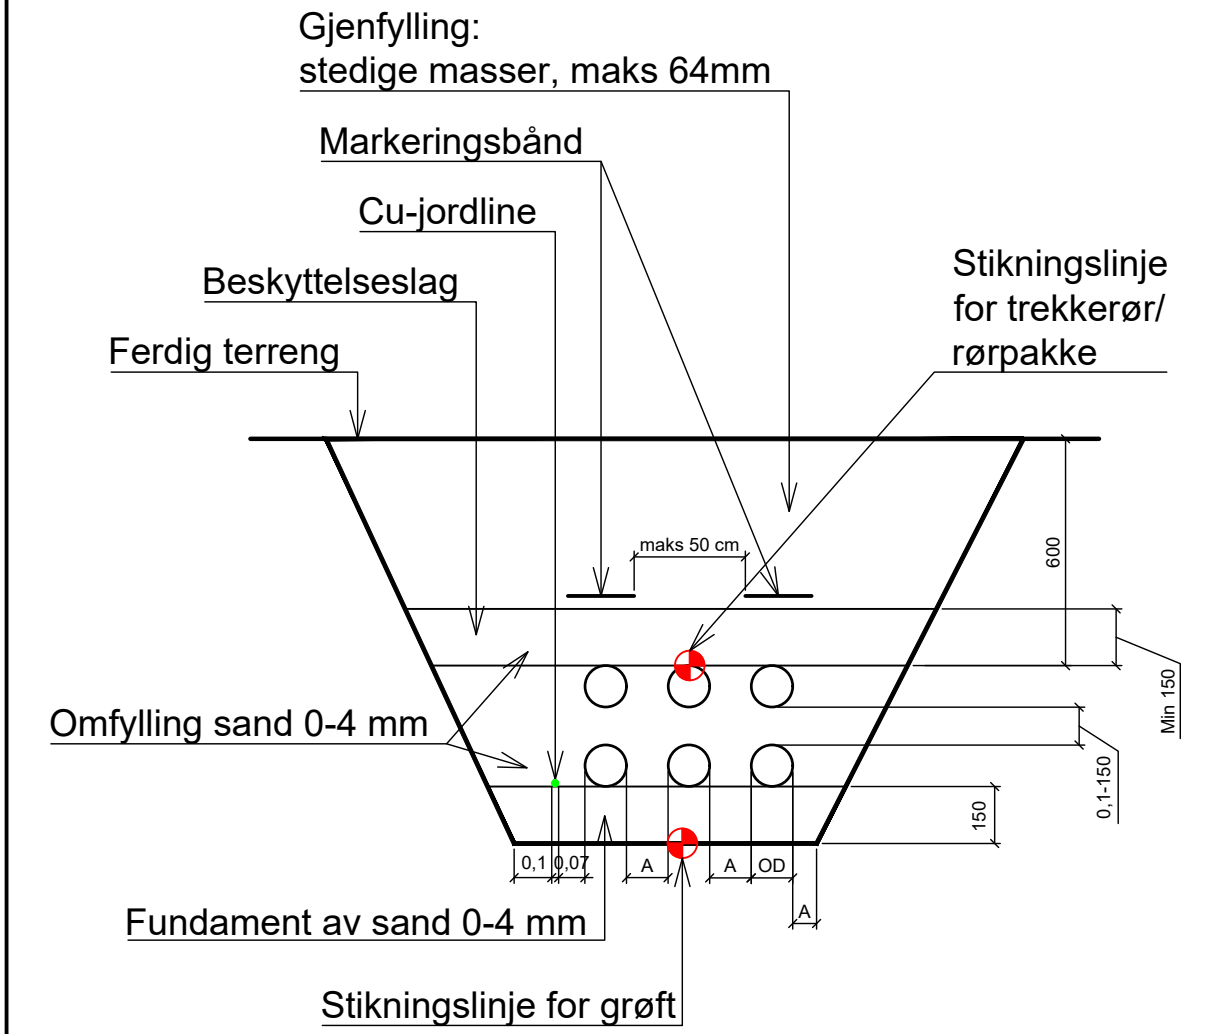 Gjenfylling:
stedige masser, maks 64mm
Markeringsbånd
Cu-jordline
Beskyttelseslag
Ferdig terreng
Stikningslinje
for trekkerør/
rørpakke
maks 50 cm
600
Min 150
Omfylling sand 0-4 mm
0,1-150
150
0,1
0,07
A
A
OD
A
Fundament av sand 0-4 mm
Stikningslinje for grøft